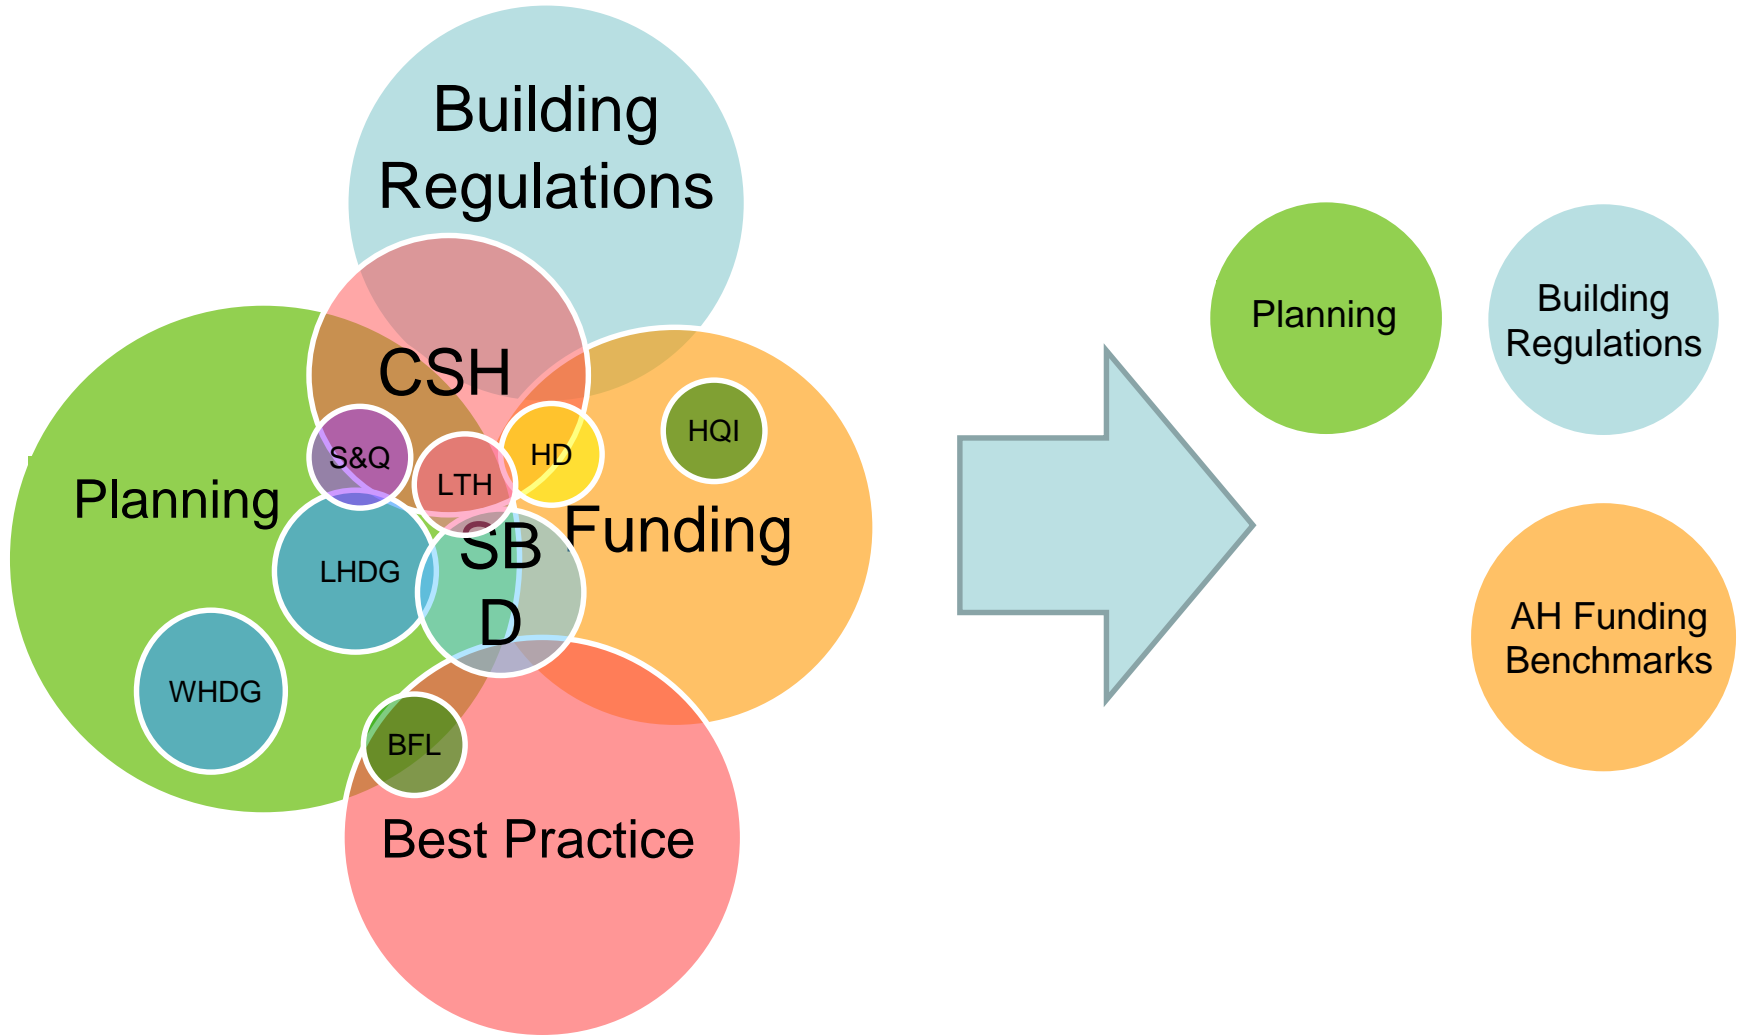 Building
Regulations
CSH
S&Q
LTH
HD
HQI
Planning
Funding
SB
D
LHDG
WHDG
BFL
Best Practice
Planning
Building
Regulations
AH Funding
Benchmarks